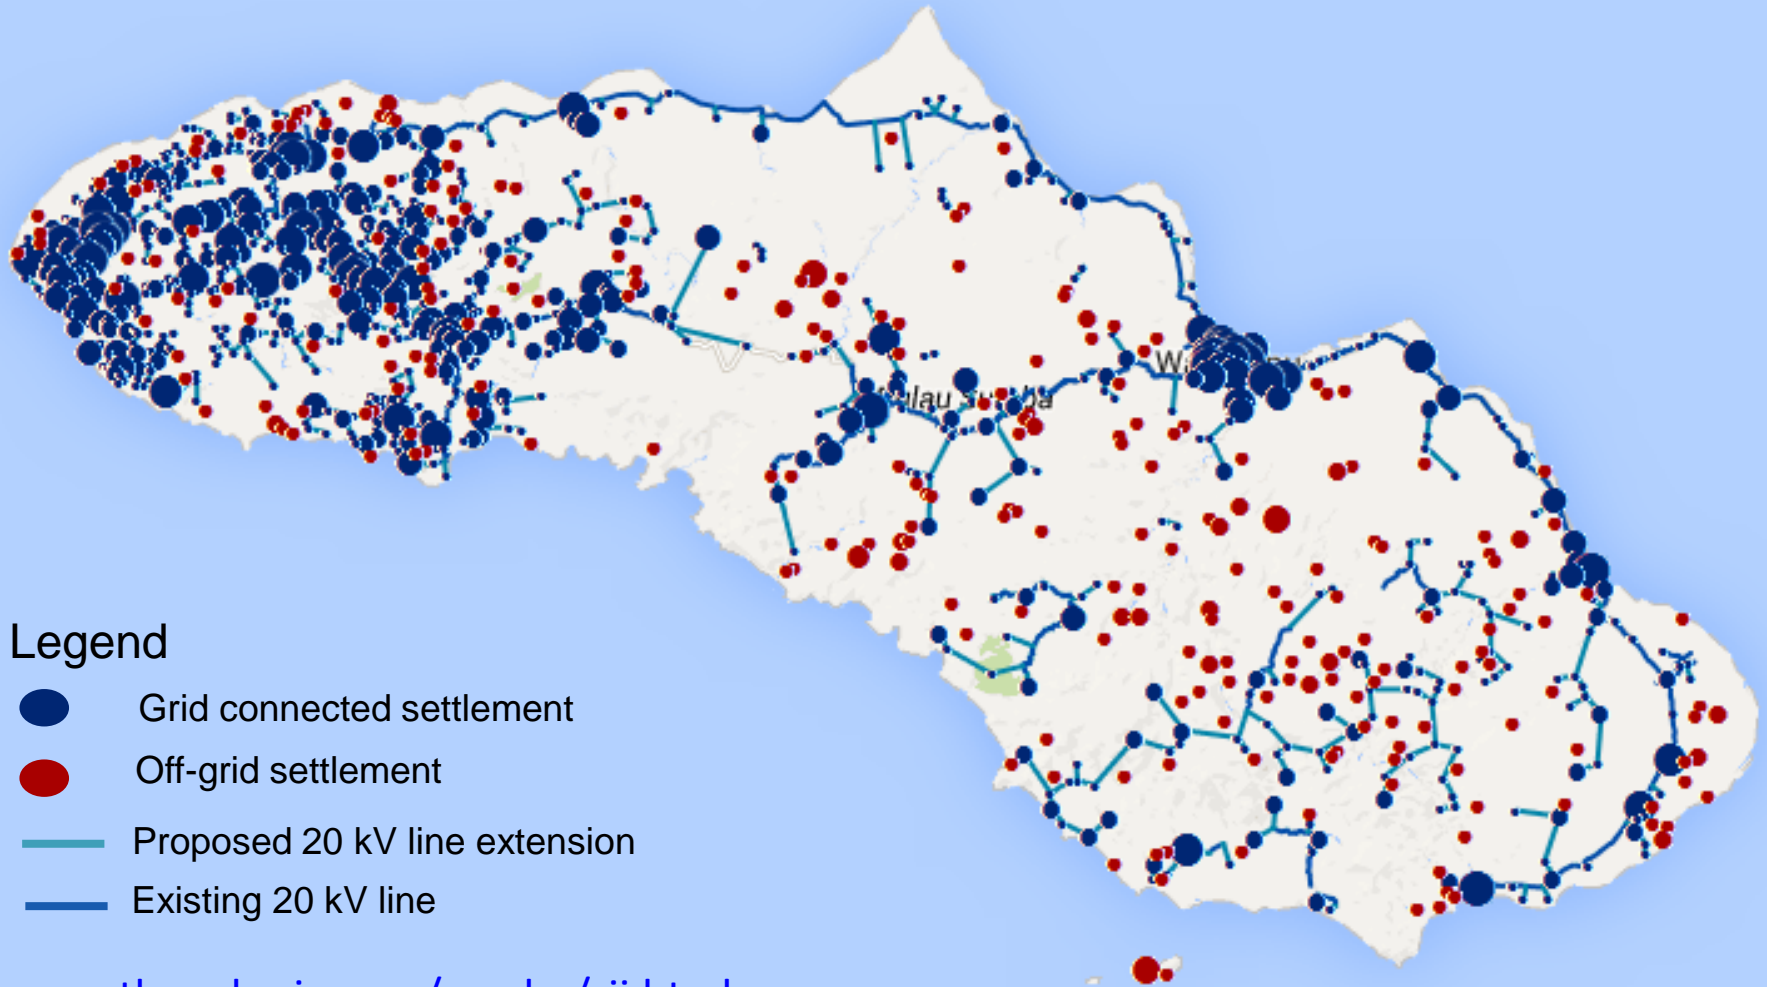 Legend
Grid connected settlement
Off-grid settlement
Proposed 20 kV line extension
Existing 20 kV line